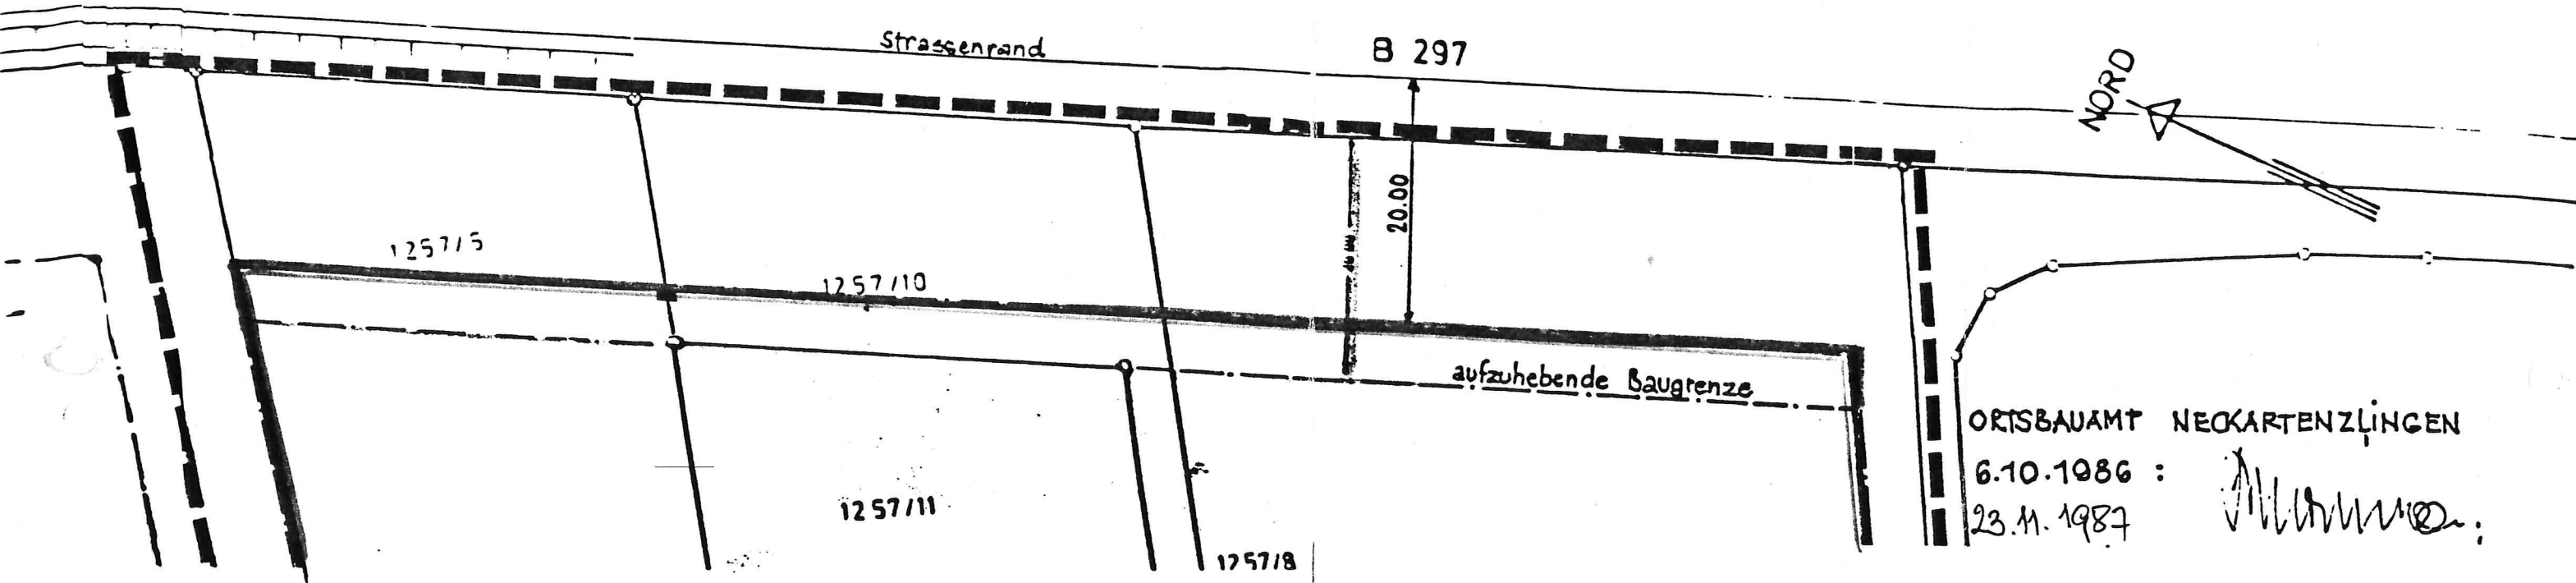 Strassenrand
B 297
NORD
20.00
1257/5
1257/10
aufzuhebende Baugrenze
ORTSBAUAMT NECKARTENZLINGEN
6.10.1986 :
23.11.1987
1257/11
1257/8